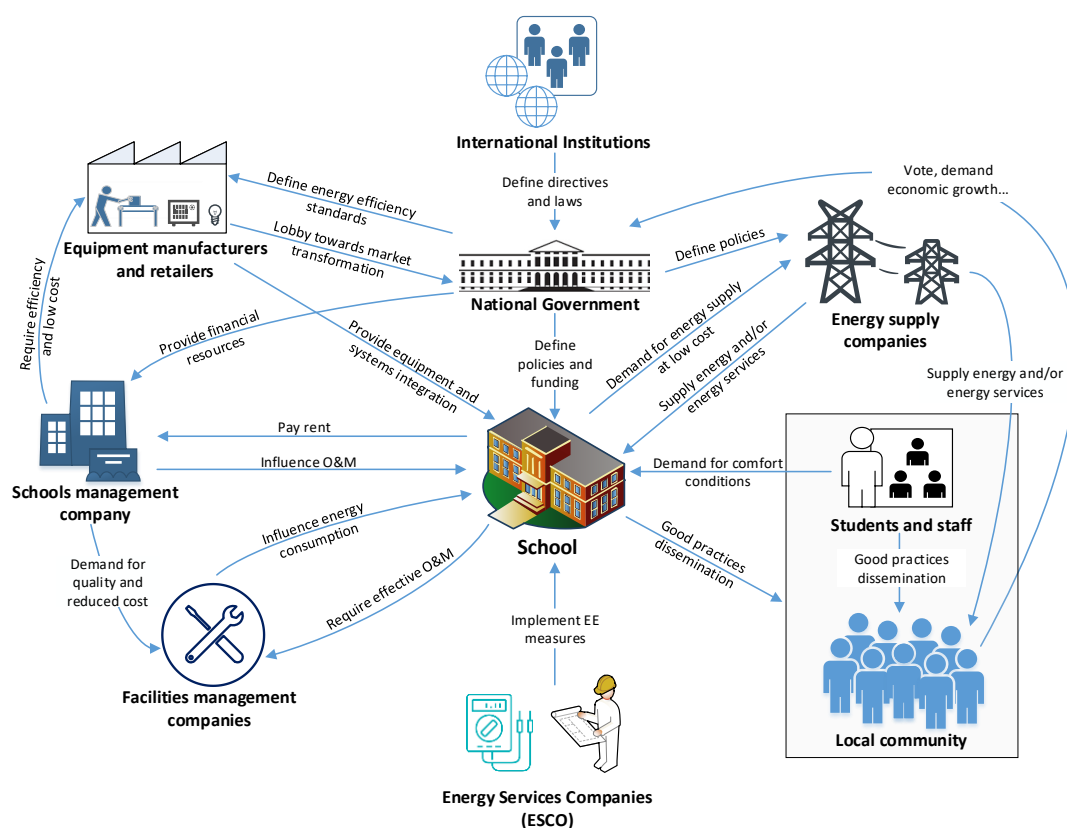 International Institutions
Define directives
and laws
Vote, demand
economic growth...
Define energy efficiency
standards
Lobby towards market
transformation
Equipment manufacturers
and retailers
Define policies
National Government
Energy supply
companies
Require efficiency
and low cost
Provide financial
resources
Provide equipment and
systems integration
Define
policies and
funding
Demand for energy supply
at low cost
Supply energy and/or
energy services
Supply energy and/or
energy services
Pay rent
Influence O&M
Schools management
company
Demand for comfort
conditions
Students and staff
School
Influence energy
consumption
Good practices
dissemination
Good practices
dissemination
Demand for
quality and
reduced cost
Require effective O&M
Implement EE
measures
Facilities management
companies
Local community
Energy Services Companies
(ESCO)